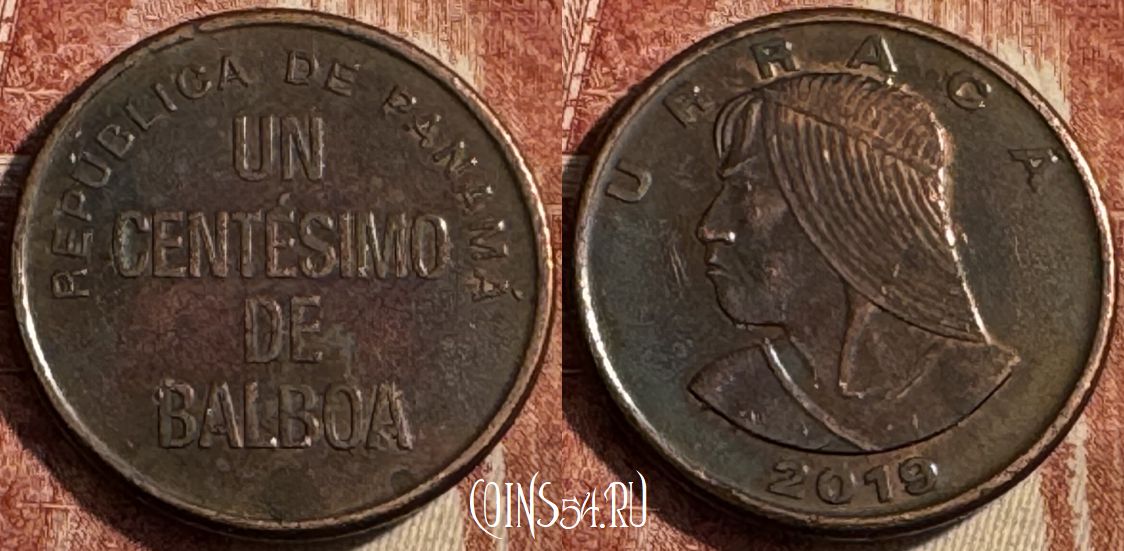 REPÚBLICA DE PANAMÁ
UN
CENTÉSIMO
DE
BALBOA
URRACA
2019
COINS54.RU